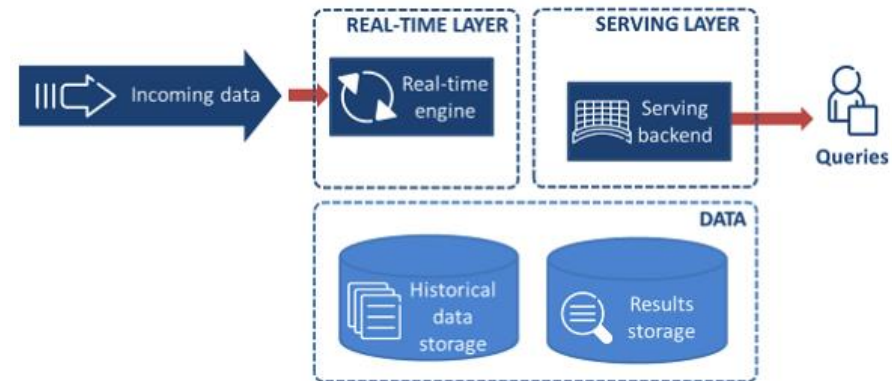 REAL-TIME LAYER
SERVING LAYER
Incoming data
Real-time
engine
Serving
backend
Queries
DATA
Historical
data
storage
Results
storage